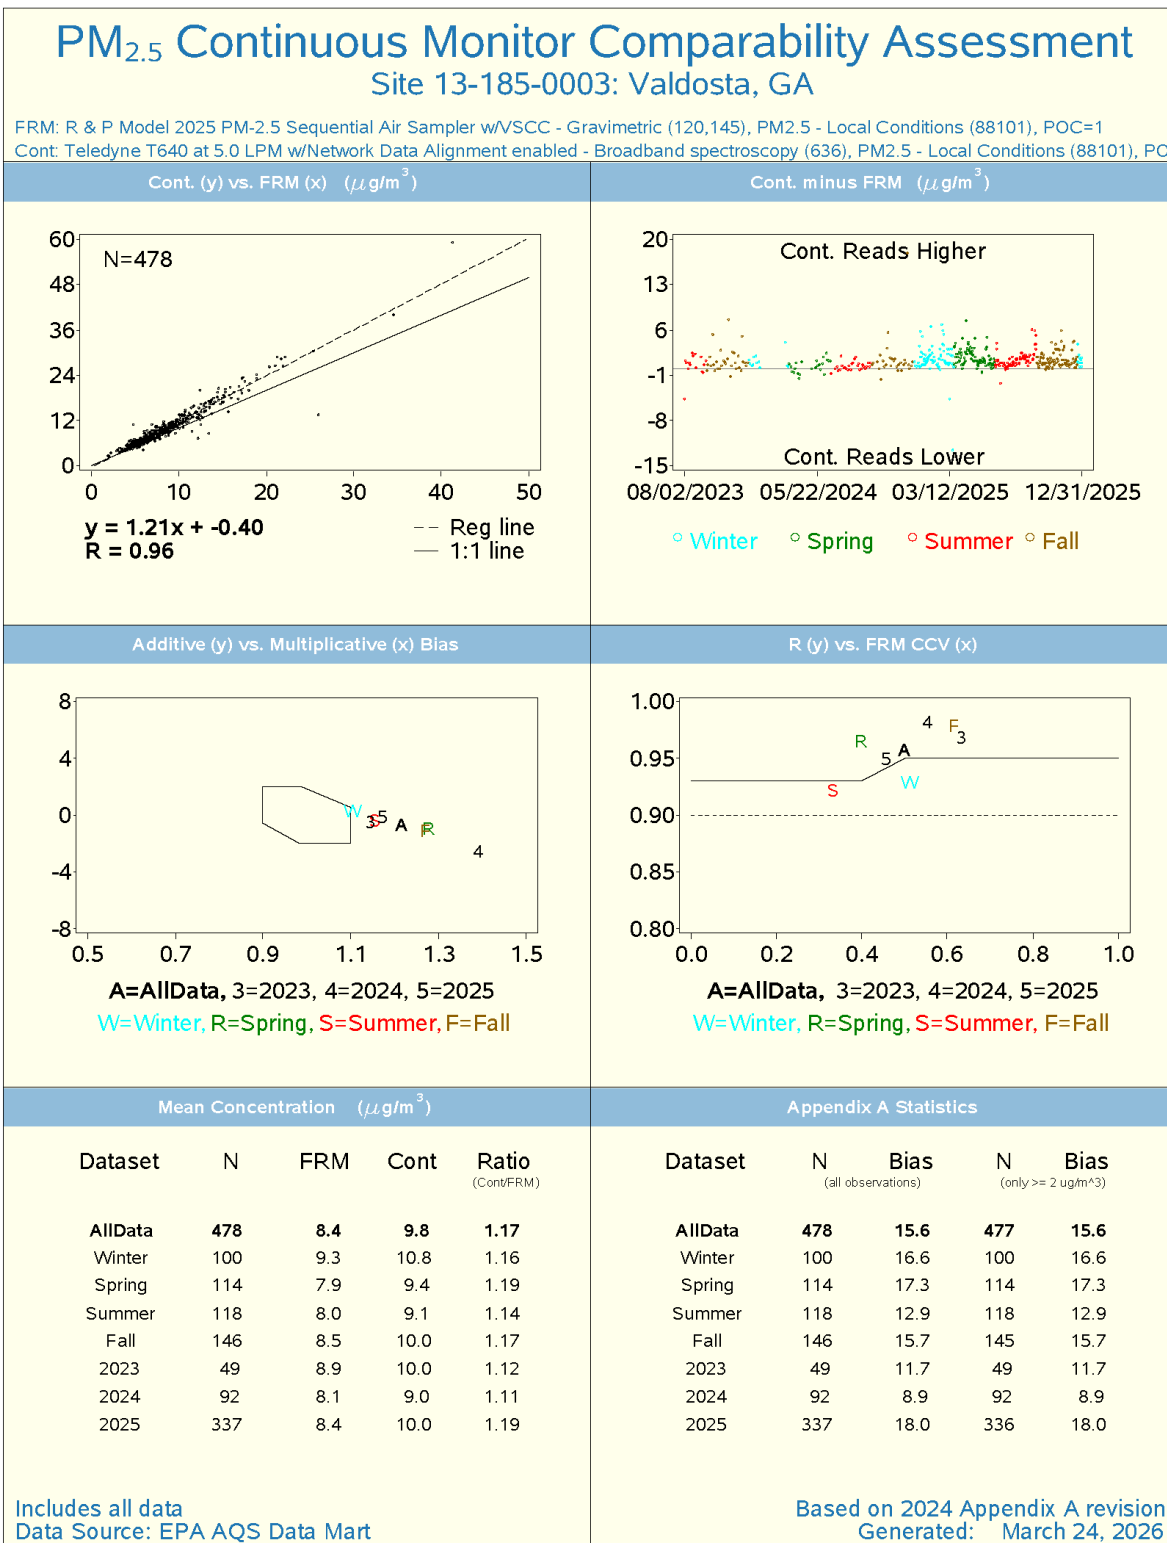 PM2.5 Continuous Monitor Comparability Assessment
Site 13-185-0003: Valdosta, GA
FRM: R & P Model 2025 PM-2.5 Sequential Air Sampler w/VSCC - Gravimetric (120,145), PM2.5 - Local Conditions (88101), POC=1
Cont: Teledyne T640 at 5.0 LPM w/Network Data Alignment enabled - Broadband spectroscopy (636), PM2.5 - Local Conditions (88101), PO
Cont. (y) vs. FRM (x) (μg/m3)
60
48
36
24
12
0
N=478
0 10 20 30 40 50
y = 1.21x + -0.40
R = 0.96
Reg line
1:1 line
Cont. minus FRM (μg/m3)
20
13
6
-1
-8
-15
Cont. Reads Higher
Cont. Reads Lower
08/02/2023 05/22/2024 03/12/2025 12/31/2025
Winter Spring Summer Fall
Additive (y) vs. Multiplicative (x) Bias
8
4
0
-4
-8
W 3 S 5 A F R 4
0.5 0.7 0.9 1.1 1.3 1.5
A=AllData, 3=2023, 4=2024, 5=2025
W=Winter, R=Spring, S=Summer, F=Fall
R (y) vs. FRM CCV (x)
1.00
0.95
0.90
0.85
0.80
S R 5 A W 4 F 3
0.0 0.2 0.4 0.6 0.8 1.0
A=AllData, 3=2023, 4=2024, 5=2025
W=Winter, R=Spring, S=Summer, F=Fall
Mean Concentration (μg/m3)
Dataset N FRM Cont Ratio
(Cont/FRM)
AllData 478 8.4 9.8 1.17
Winter 100 9.3 10.8 1.16
Spring 114 7.9 9.4 1.19
Summer 118 8.0 9.1 1.14
Fall 146 8.5 10.0 1.17
2023 49 8.9 10.0 1.12
2024 92 8.1 9.0 1.11
2025 337 8.4 10.0 1.19
Appendix A Statistics
Dataset N Bias N Bias
(all observations) (only >= 2 ug/m^3)
AllData 478 15.6 477 15.6
Winter 100 16.6 100 16.6
Spring 114 17.3 114 17.3
Summer 118 12.9 118 12.9
Fall 146 15.7 145 15.7
2023 49 11.7 49 11.7
2024 92 8.9 92 8.9
2025 337 18.0 336 18.0
Includes all data
Data Source: EPA AQS Data Mart
Based on 2024 Appendix A revision
Generated: March 24, 2026